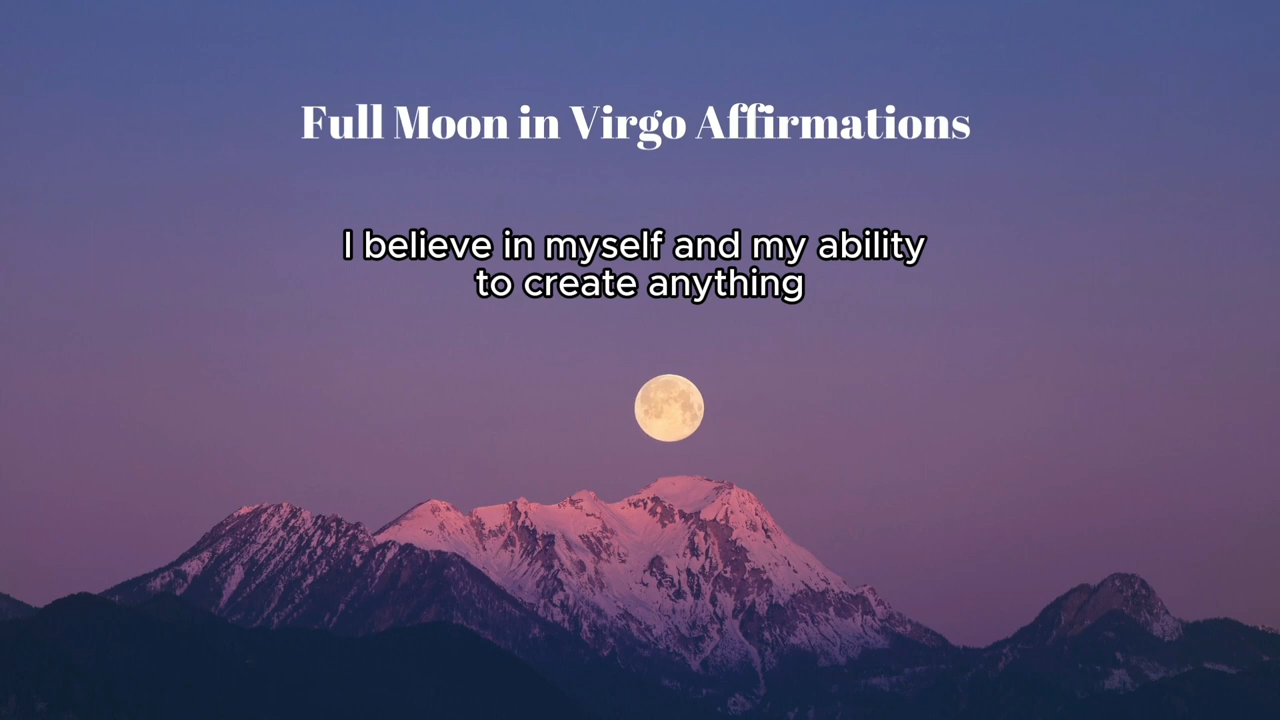 Full Moon in Virgo Affirmations
I believe in myself and my ability
to create anything